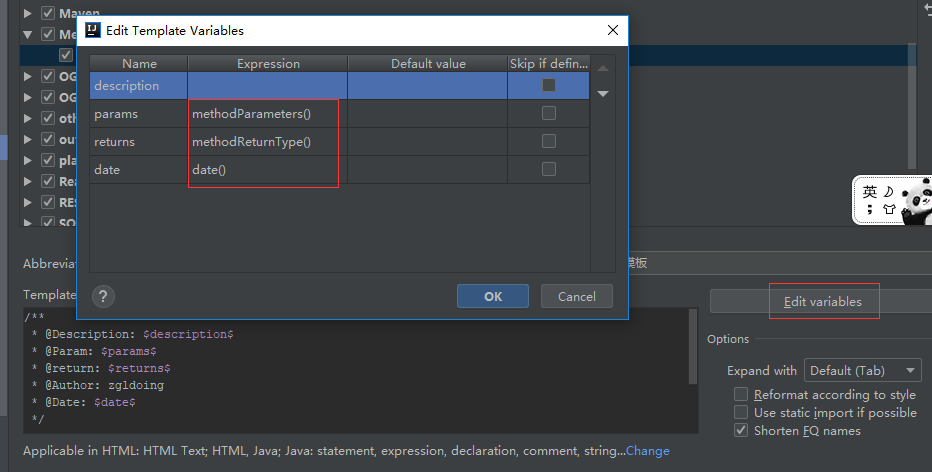 Maven
Me
OG
OG
oth
out
pla
Rea
RES
SO
Edit Template Variables
Name Expression Default value Skip if defin...
description
params methodParameters()
returns methodReturnType()
date date()
? OK Cancel
英
Abbrevia 模板
Template
Edit variables
/**
* @Description: $description$
* @Param: $params$
* @return: $returns$
* @Author: zgldoing
* @Date: $date$
*/
Options
Expand with Default (Tab)
Reformat according to style
Use static import if possible
Shorten FQ names
Applicable in HTML: HTML Text; HTML, Java; Java: statement, expression, declaration, comment, string...Change